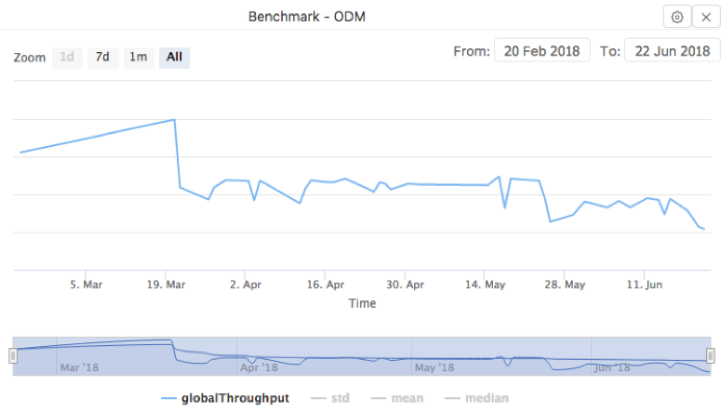 Benchmark - ODM
Zoom 1d 7d 1m All From: 20 Feb 2018 To: 22 Jun 2018
5. Mar 19. Mar 2. Apr 16. Apr 30. Apr 14. May 28. May 11. Jun
Time
Mar '18 Apr '18 May '18 Jun '18
globalThroughput std mean median